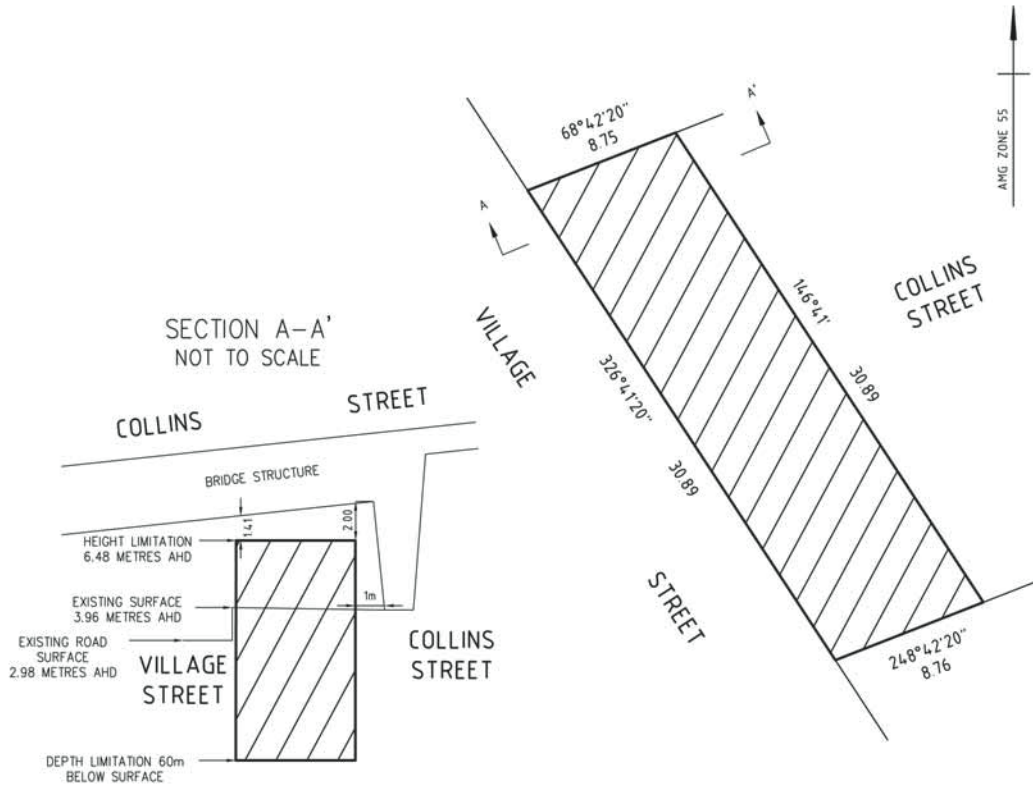 68°42'20"
8.75
A'
AMG ZONE 55
A
COLLINS
STREET
VILLAGE
146°41'
30.89
326°41'20"
30.89
STREET
248°42'20"
8.76
SECTION A-A'
NOT TO SCALE
COLLINS STREET
BRIDGE STRUCTURE
1.41
2.00
HEIGHT LIMITATION
6.48 METRES AHD
1m
EXISTING SURFACE
3.96 METRES AHD
EXISTING ROAD
SURFACE
2.98 METRES AHD
VILLAGE
STREET
COLLINS
STREET
DEPTH LIMITATION 60m
BELOW SURFACE